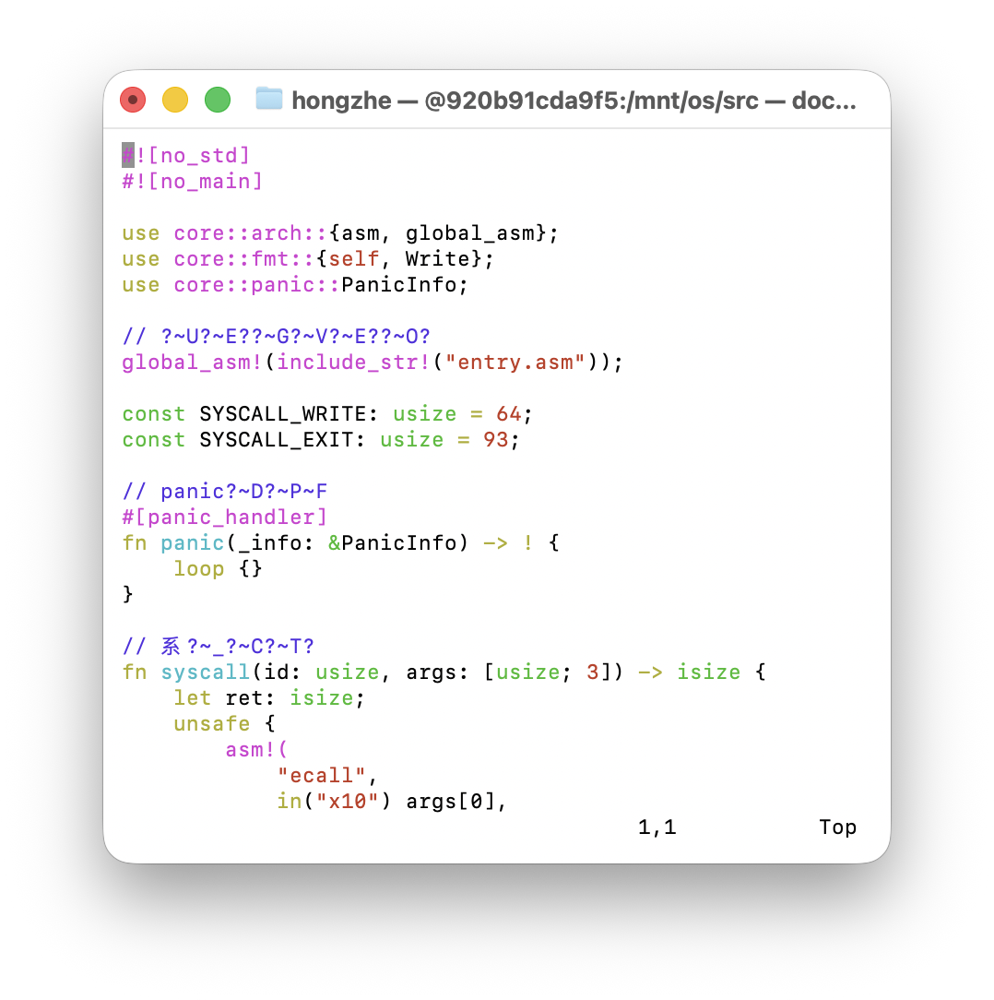 hongzhe — @920b91cda9f5:/mnt/os/src — doc...
#![no_std]
#![no_main]

use core::arch::{asm, global_asm};
use core::fmt::{self, Write};
use core::panic::PanicInfo;

// ?~U?~E??~G?~V?~E??~O?
global_asm!(include_str!("entry.asm"));

const SYSCALL_WRITE: usize = 64;
const SYSCALL_EXIT: usize = 93;

// panic?~D?~P~F
#[panic_handler]
fn panic(_info: &PanicInfo) -> ! {
    loop {}
}

// 系?~_?~C?~T?
fn syscall(id: usize, args: [usize; 3]) -> isize {
    let ret: isize;
    unsafe {
        asm!(
            "ecall",
            in("x10") args[0],
1,1 Top